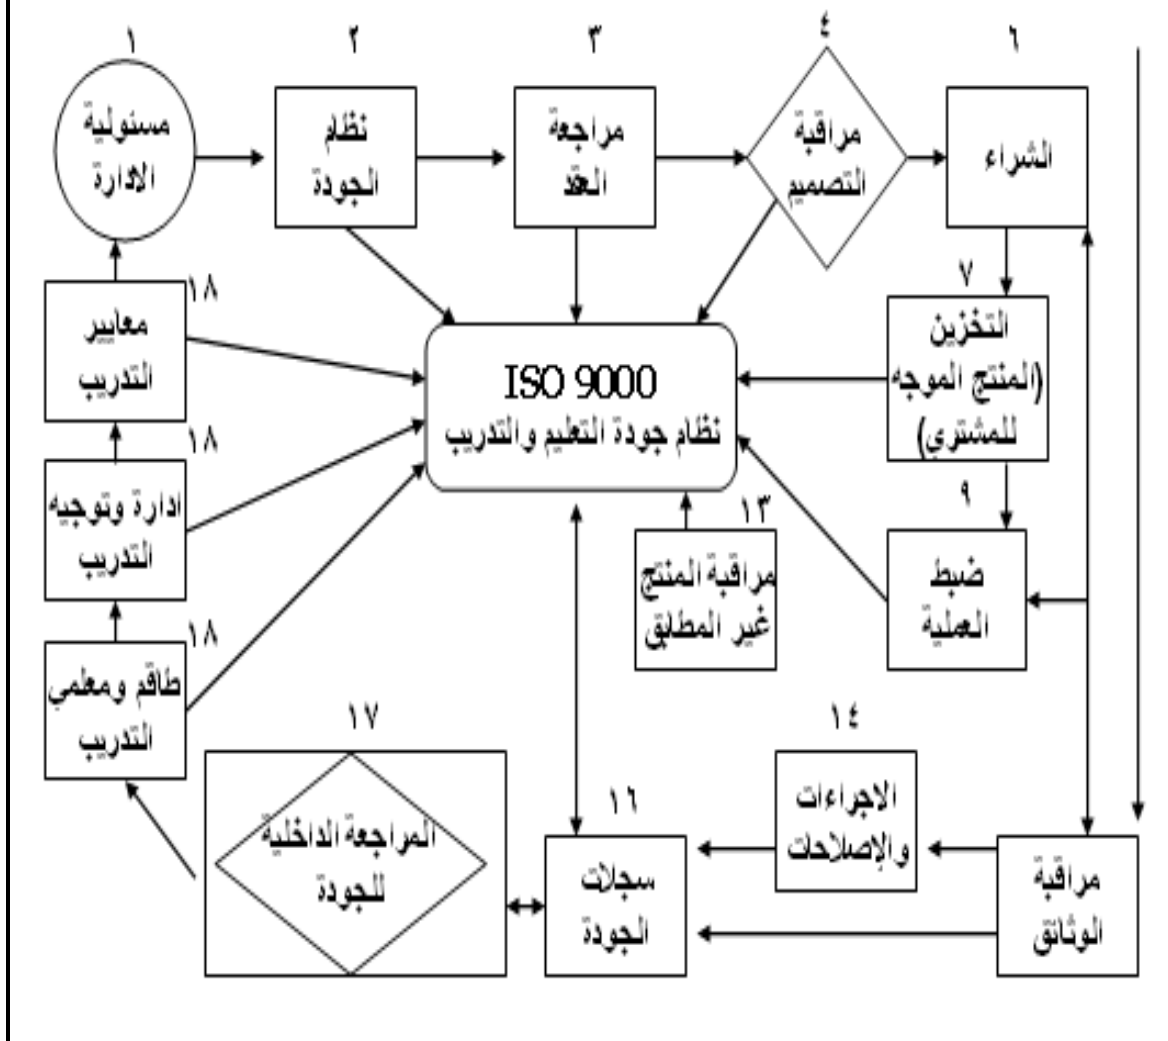 ١
مسئولية
الادارة
٢
نظام
الجودة
٣
مراجعة
العقد
٤
مراقبة
التصميم
٦
الشراء
٧
التخزين
(المنتج الموجه
للمشتري)
٩
ضبط
العملية
ISO 9000
نظام جودة التعليم والتدريب
١٣
مراقبة المنتج
غير المطابق
١٨
معايير
التدريب
١٨
ادارة وتوجيه
التدريب
١٨
طاقم ومعلمي
التدريب
١٧
المراجعة الداخلية
للجودة
١٦
سجلات
الجودة
١٤
الاجراءات
والإصلاحات
مراقبة
الوثائق